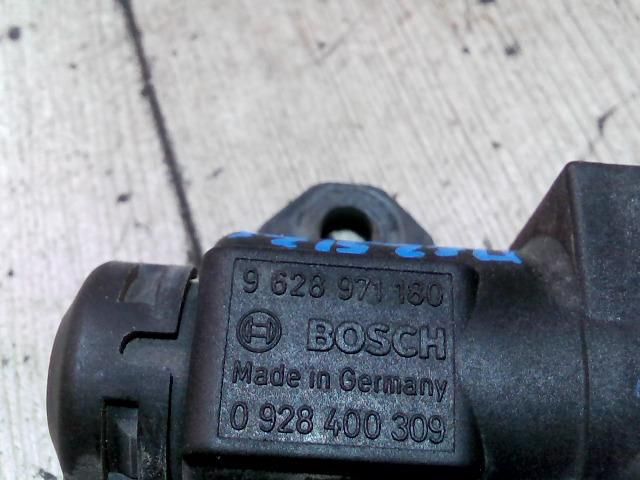 9 628 971 180
BOSCH
Made in Germany
0 928 400 309